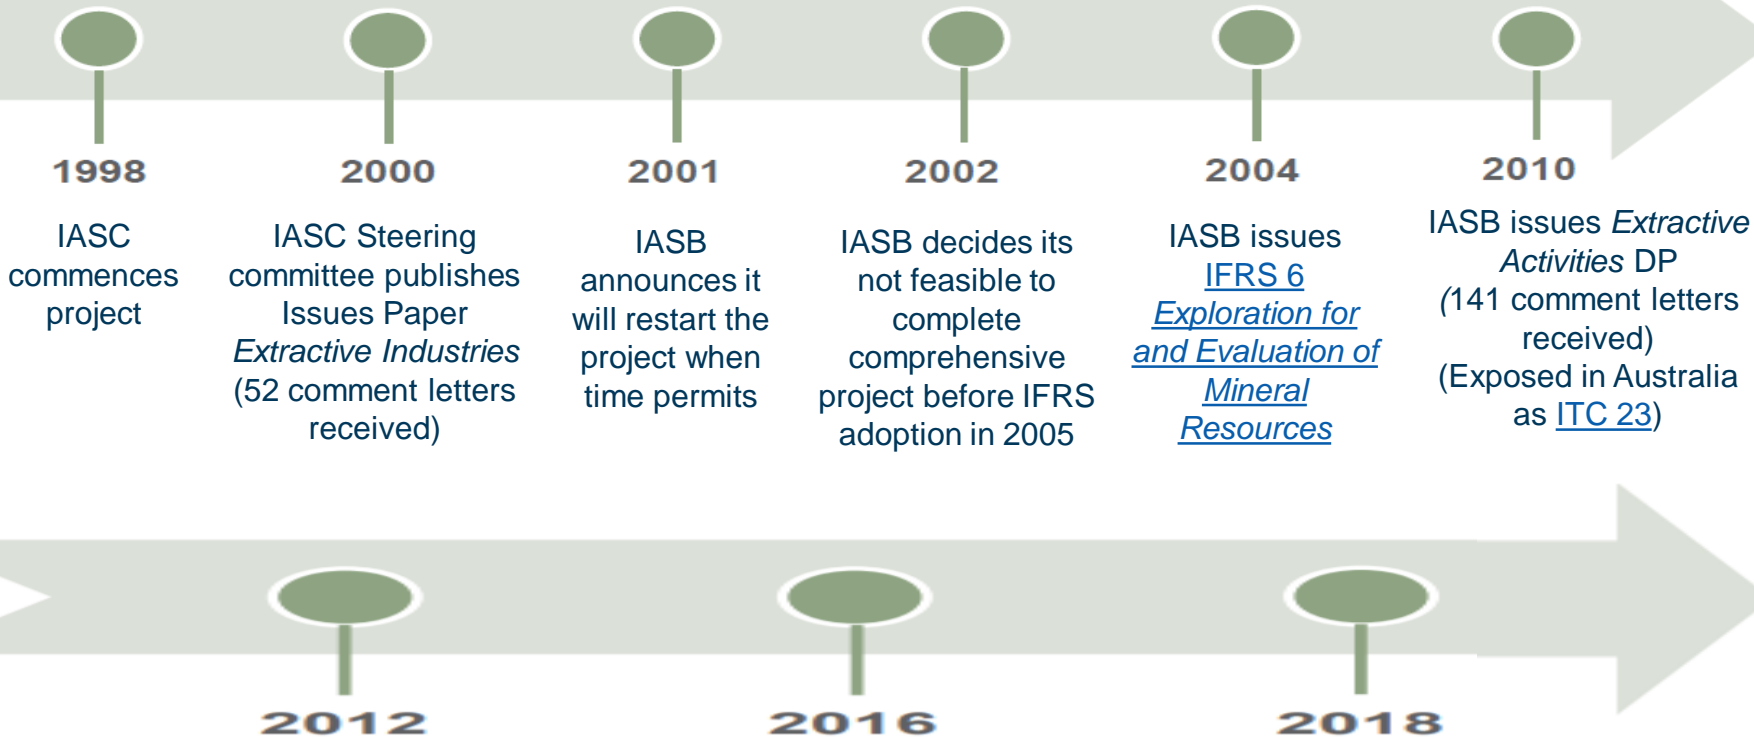 1998
IASC
commences
project
2000
IASC Steering
committee publishes
Issues Paper
Extractive Industries
(52 comment letters
received)
2001
IASB
announces it
will restart the
project when
time permits
2002
IASB decides its
not feasible to
complete
comprehensive
project before IFRS
adoption in 2005
2004
IASB issues
IFRS 6
Exploration for
and Evaluation of
Mineral
Resources
2010
IASB issues Extractive
Activities DP
(141 comment letters
received)
(Exposed in Australia
as ITC 23)
2012
2016
2018